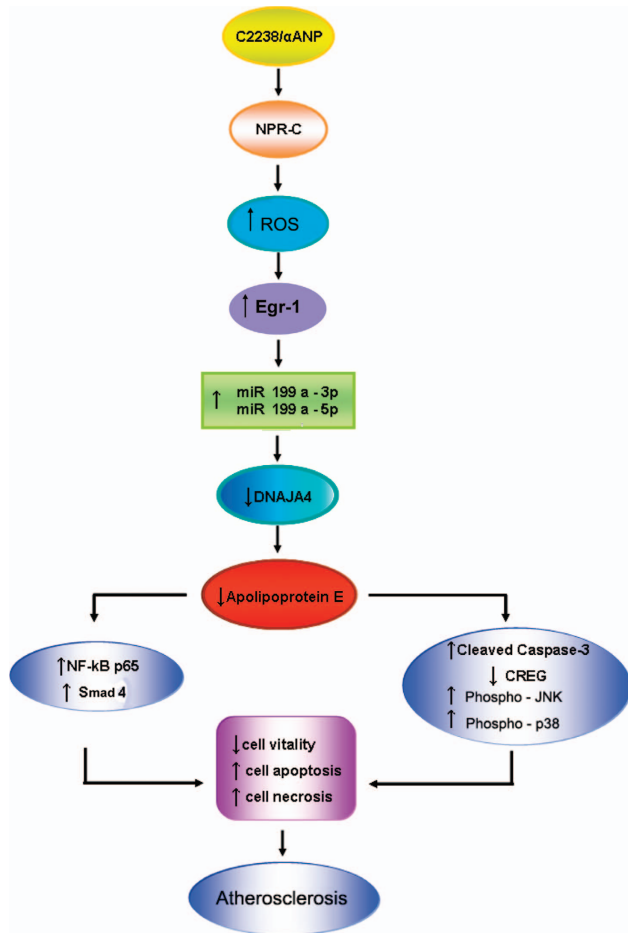 C2238/αANP
NPR-C
↑ ROS
↑ Egr-1
↑ miR 199 a - 3p
miR 199 a - 5p
↓DNAJA4
↓Apolipoprotein E
↑NF-kB p65
↑ Smad 4
↑Cleaved Caspase-3
↓ CREG
↑ Phospho - JNK
↑ Phospho - p38
↓cell vitality
↑ cell apoptosis
↑ cell necrosis
Atherosclerosis